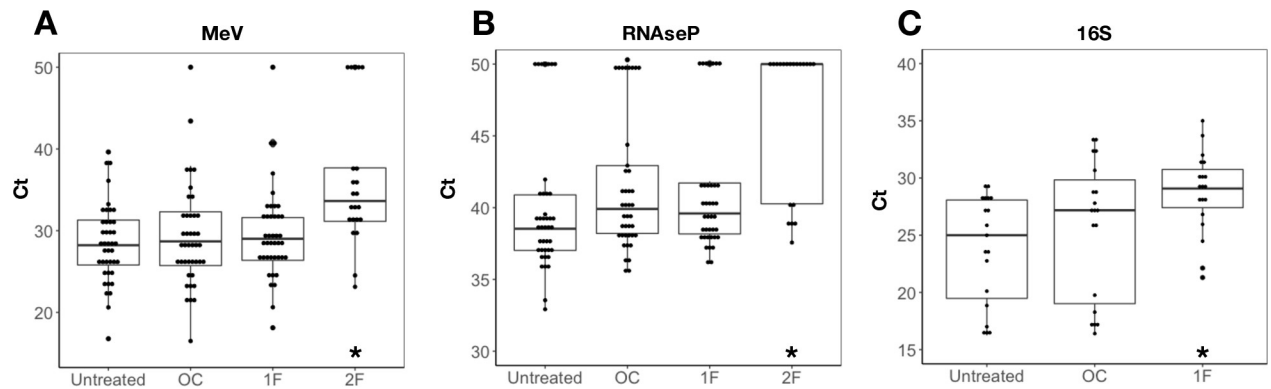 A
MeV
Ct
50
40
30
20
Untreated OC 1F 2F
*
B
RNAseP
Ct
50
45
40
35
30
Untreated OC 1F 2F
*
C
16S
Ct
40
35
30
25
20
15
Untreated OC 1F
*